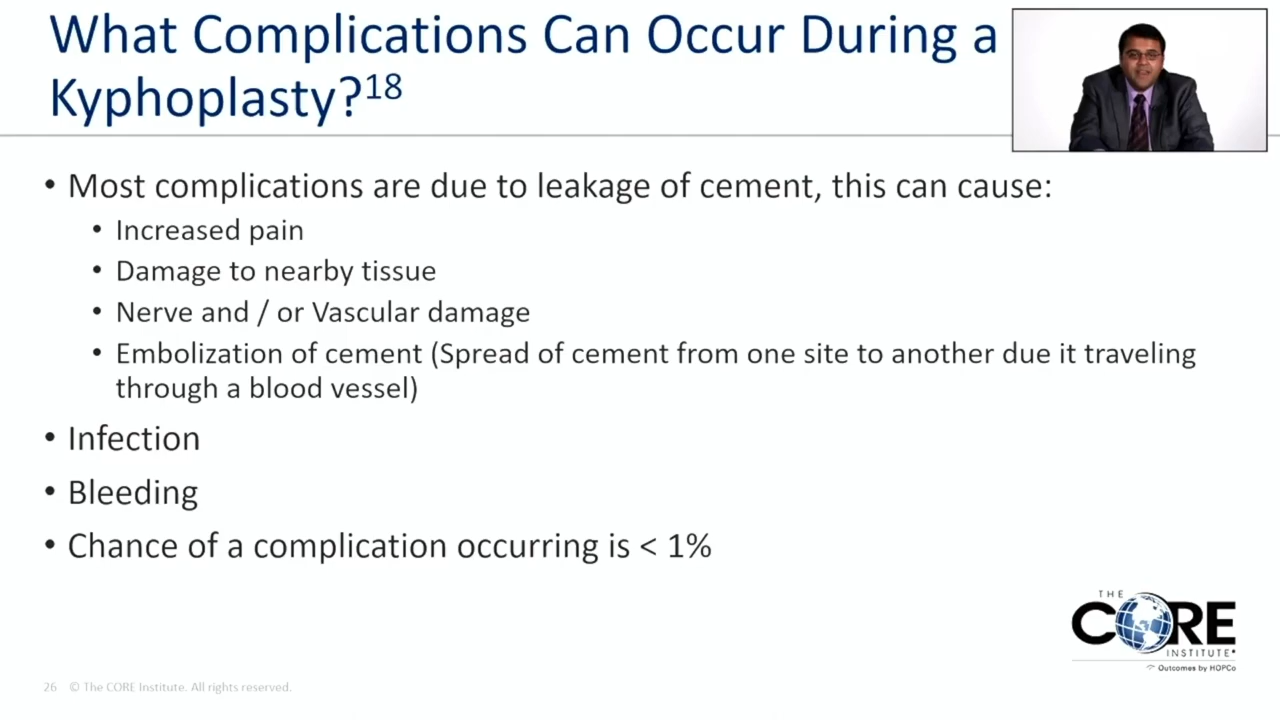 What Complications Can Occur During a
Kyphoplasty?18
• Most complications are due to leakage of cement, this can cause:
• Increased pain
• Damage to nearby tissue
• Nerve and / or Vascular damage
• Embolization of cement (Spread of cement from one site to another due it traveling
through a blood vessel)
• Infection
• Bleeding
• Chance of a complication occurring is < 1%
THE
CORE
INSTITUTE
Outcomes by HOPCo
26 © The CORE Institute. All rights reserved.